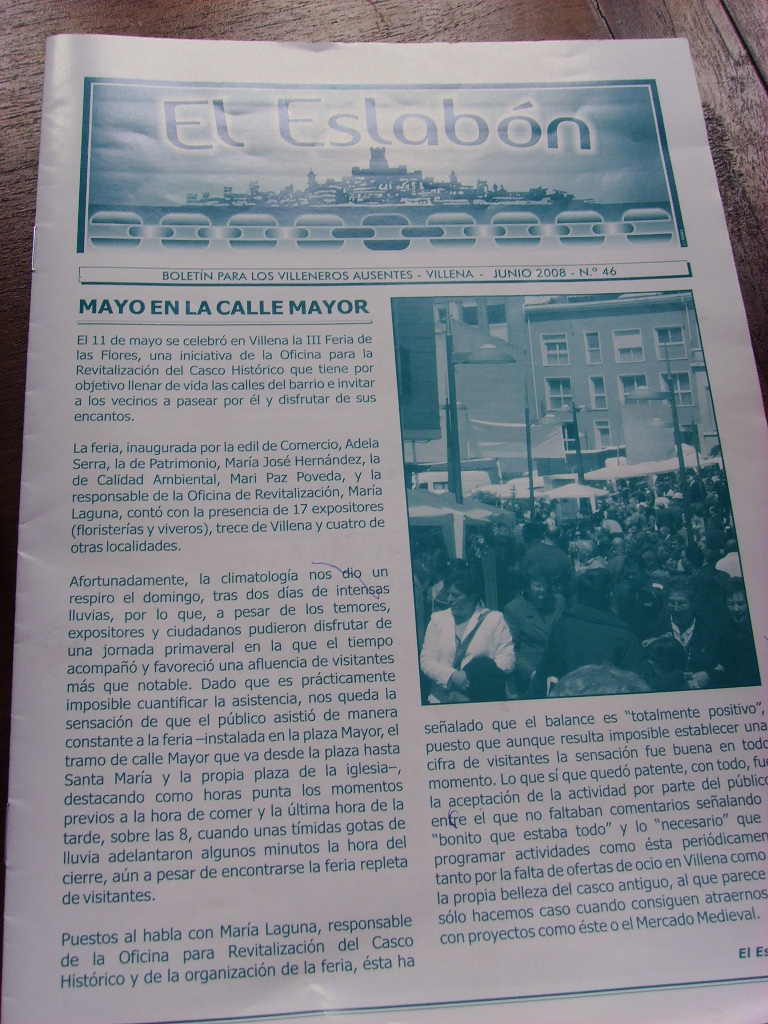 El Eslabón
BOLETÍN PARA LOS VILLENEROS AUSENTES - VILLENA - JUNIO 2008 - N.º 46
MAYO EN LA CALLE MAYOR
El 11 de mayo se celebró en Villena la III Feria de
las Flores, una iniciativa de la Oficina para la
Revitalización del Casco Histórico que tiene por
objetivo llenar de vida las calles del barrio e invitar
a los vecinos a pasear por él y disfrutar de sus
encantos.
La feria, inaugurada por la edil de Comercio, Adela
Serra, la de Patrimonio, María José Hernández, la
de Calidad Ambiental, Mari Paz Poveda, y la
responsable de la Oficina de Revitalización, María
Laguna, contó con la presencia de 17 expositores
(floristerías y viveros), trece de Villena y cuatro de
otras localidades.
Afortunadamente, la climatología nos dio un
respiro el domingo, tras dos días de intensas
lluvias, por lo que, a pesar de los temores,
expositores y ciudadanos pudieron disfrutar de
una jornada primaveral en la que el tiempo
acompañó y favoreció una afluencia de visitantes
más que notable. Dado que es prácticamente
imposible cuantificar la asistencia, nos queda la
sensación de que el público asistió de manera
constante a la feria –instalada en la plaza Mayor, el
tramo de calle Mayor que va desde la plaza hasta
Santa María y la propia plaza de la iglesia–,
destacando como horas punta los momentos
previos a la hora de comer y la última hora de la
tarde, sobre las 8, cuando unas tímidas gotas de
lluvia adelantaron algunos minutos la hora del
cierre, aún a pesar de encontrarse la feria repleta
de visitantes.
Puestos al habla con María Laguna, responsable
de la Oficina para Revitalización del Casco
Histórico y de la organización de la feria, ésta ha
señalado que el balance es "totalmente positivo",
puesto que aunque resulta imposible establecer una
cifra de visitantes la sensación fue buena en todo
momento. Lo que sí que quedó patente, con todo, fue
la aceptación de la actividad por parte del público
entre el que no faltaban comentarios señalando
"bonito que estaba todo" y lo "necesario" que
programar actividades como ésta periódicamen
tanto por la falta de ofertas de ocio en Villena como
la propia belleza del casco antiguo, al que parece
sólo hacemos caso cuando consiguen atraernos
con proyectos como éste o el Mercado Medieval.
El Es